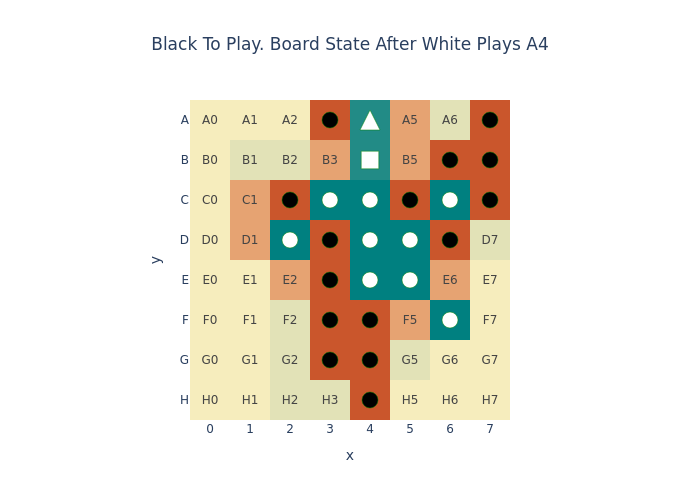 Black To Play. Board State After White Plays A4
A A0 A1 A2 A5 A6
B B0 B1 B2 B3 B5
C C0 C1
D D0 D1 D7
E E0 E1 E2 E6 E7
F F0 F1 F2 F5 F7
G G0 G1 G2 G5 G6 G7
H H0 H1 H2 H3 H5 H6 H7
0 1 2 3 4 5 6 7
x
y